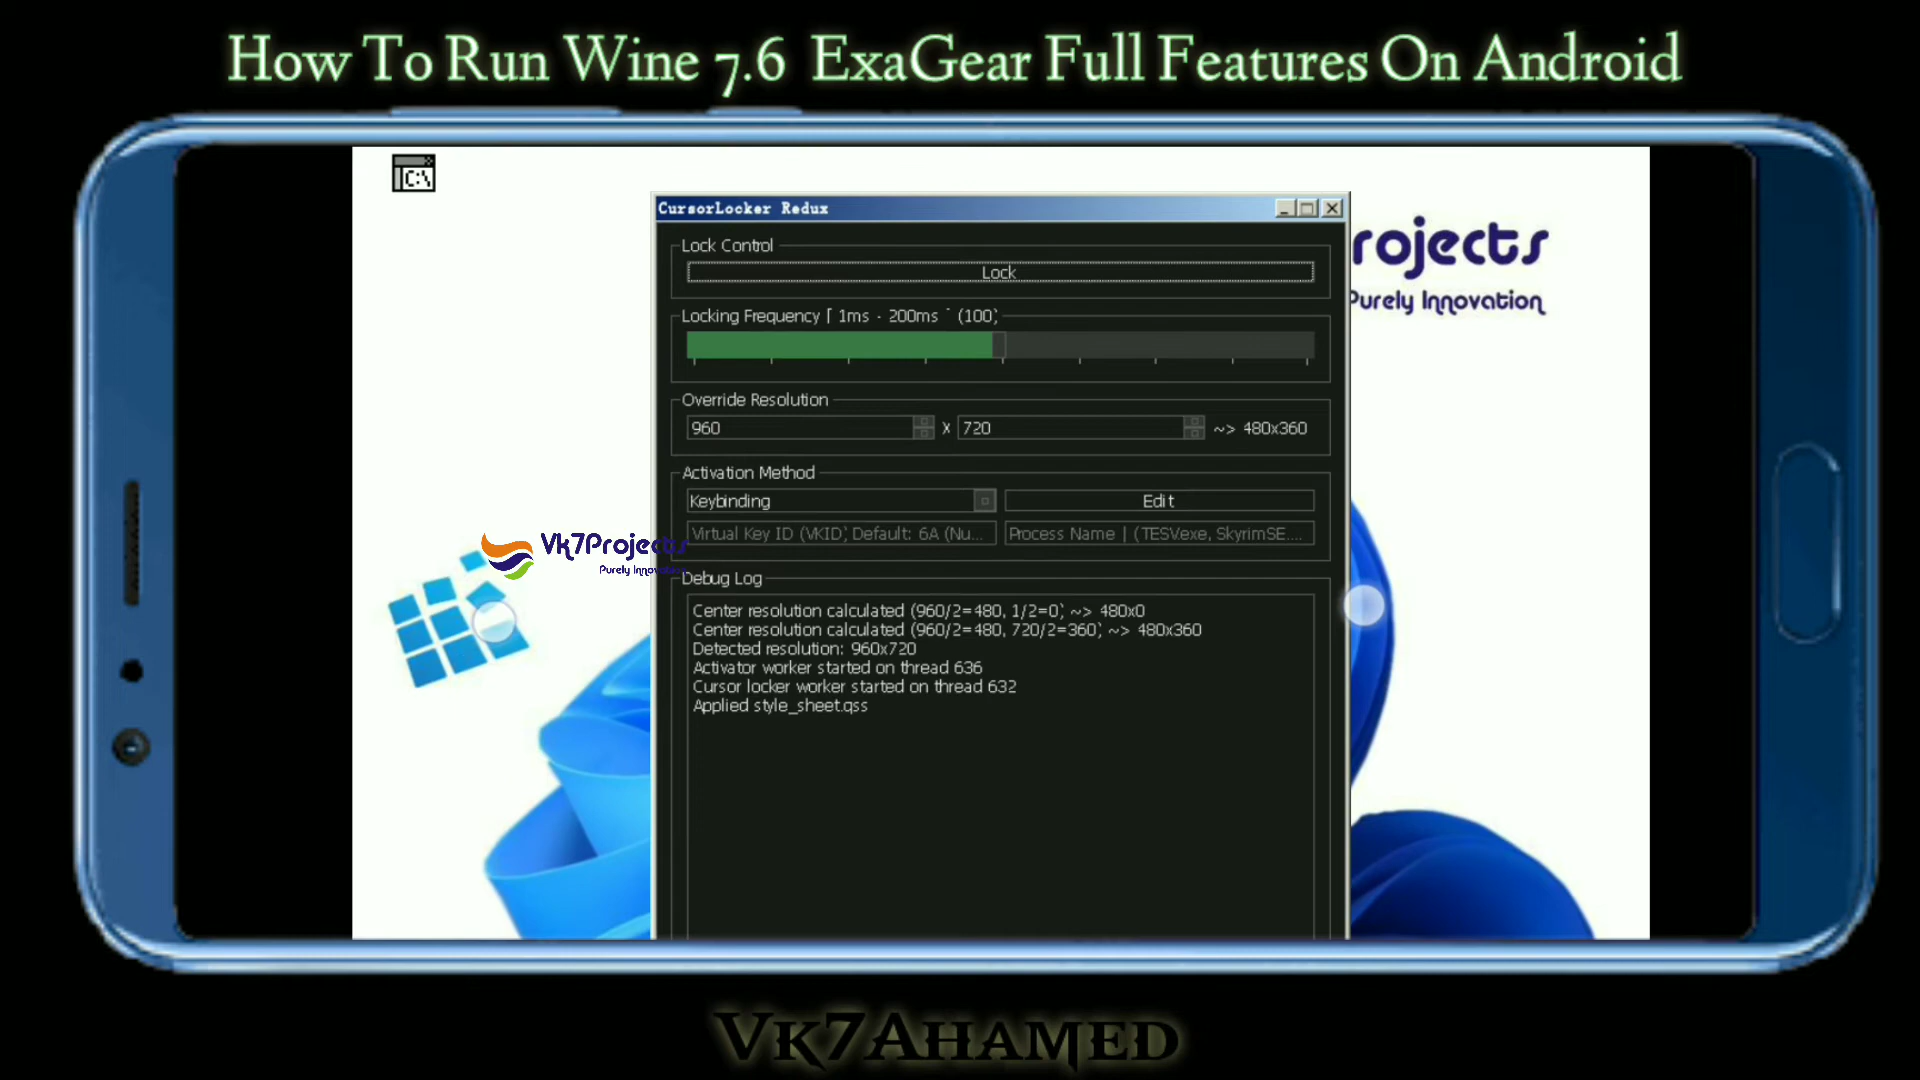 How To Run Wine 7.6 ExaGear Full Features On Android
C:\
CursorLocker Redux
rojects
Purely Innovation
Lock Control
Lock
Locking Frequency [ 1ms - 200ms ] (100)
Override Resolution
960 X 720 ~> 480x360
Activation Method
Keybinding Edit
Virtual Key ID (VKID) Default: 6A (Nu... Process Name | (TESV.exe, SkyrimSE....
Vk7Projects
Purely Innovation
Debug Log
Center resolution calculated (960/2=480, 1/2=0) ~> 480x0
Center resolution calculated (960/2=480, 720/2=360) ~> 480x360
Detected resolution: 960x720
Activator worker started on thread 636
Cursor locker worker started on thread 632
Applied style_sheet.qss
Vk7Ahamed